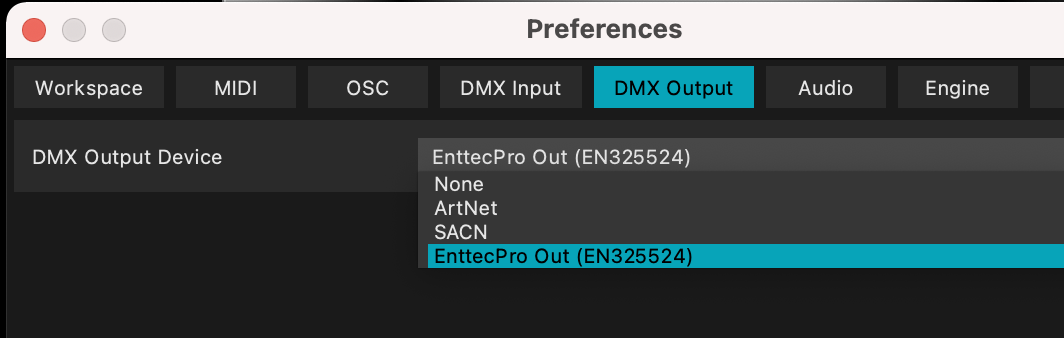 Preferences
Workspace MIDI OSC DMX Input DMX Output Audio Engine
DMX Output Device EnttecPro Out (EN325524)
None
ArtNet
SACN
EnttecPro Out (EN325524)